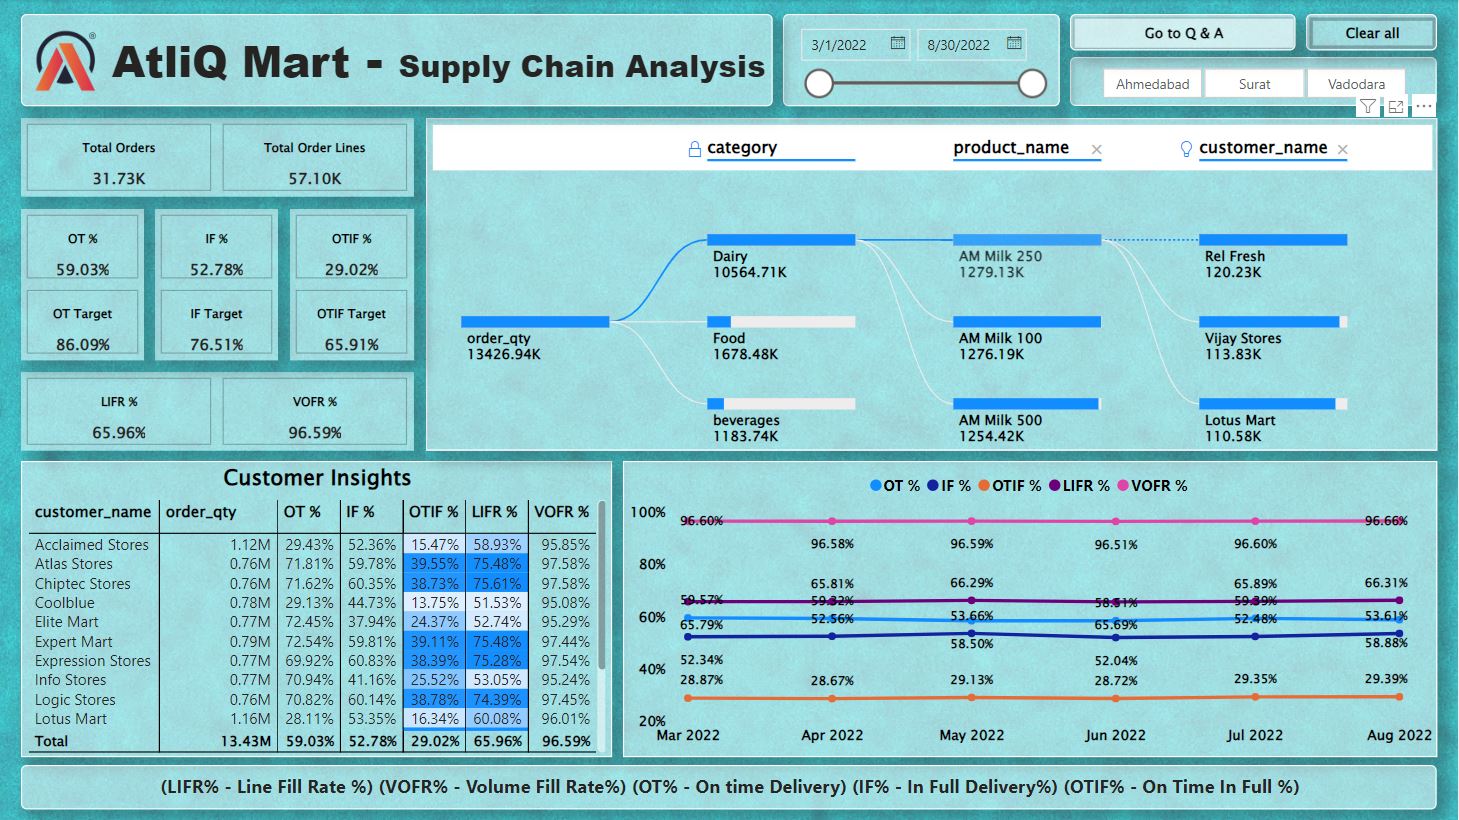 AtliQ Mart - Supply Chain Analysis
®
3/1/2022 8/30/2022
Go to Q & A
Clear all
Ahmedabad Surat Vadodara
Total Orders
31.73K
Total Order Lines
57.10K
OT %
59.03%
IF %
52.78%
OTIF %
29.02%
OT Target
86.09%
IF Target
76.51%
OTIF Target
65.91%
LIFR %
65.96%
VOFR %
96.59%
category
product_name
customer_name
order_qty
13426.94K
Dairy
10564.71K
Food
1678.48K
beverages
1183.74K
AM Milk 250
1279.13K
AM Milk 100
1276.19K
AM Milk 500
1254.42K
Rel Fresh
120.23K
Vijay Stores
113.83K
Lotus Mart
110.58K
Customer Insights
customer_name order_qty OT % IF % OTIF % LIFR % VOFR %
Acclaimed Stores 1.12M 29.43% 52.36% 15.47% 58.93% 95.85%
Atlas Stores 0.76M 71.81% 59.78% 39.55% 75.48% 97.58%
Chiptec Stores 0.76M 71.62% 60.35% 38.73% 75.61% 97.58%
Coolblue 0.78M 29.13% 44.73% 13.75% 51.53% 95.08%
Elite Mart 0.77M 72.45% 37.94% 24.37% 52.74% 95.29%
Expert Mart 0.79M 72.54% 59.81% 39.11% 75.48% 97.44%
Expression Stores 0.77M 69.92% 60.83% 38.39% 75.28% 97.54%
Info Stores 0.77M 70.94% 41.16% 25.52% 53.05% 95.24%
Logic Stores 0.76M 70.82% 60.14% 38.78% 74.39% 97.45%
Lotus Mart 1.16M 28.11% 53.35% 16.34% 60.08% 96.01%
Total 13.43M 59.03% 52.78% 29.02% 65.96% 96.59%
OT % IF % OTIF % LIFR % VOFR %
100%
80%
60%
40%
20%
96.60% 96.58% 96.59% 96.51% 96.60% 96.66%
65.81% 66.29% 65.89% 66.31%
59.57% 59.32% 58.51% 59.39%
65.79% 52.56% 53.66% 65.69% 52.48% 53.61%
58.50% 58.88%
52.34% 52.04%
28.87% 28.67% 29.13% 28.72% 29.35% 29.39%
Mar 2022 Apr 2022 May 2022 Jun 2022 Jul 2022 Aug 2022
(LIFR% - Line Fill Rate %) (VOFR% - Volume Fill Rate%) (OT% - On time Delivery) (IF% - In Full Delivery%) (OTIF% - On Time In Full %)